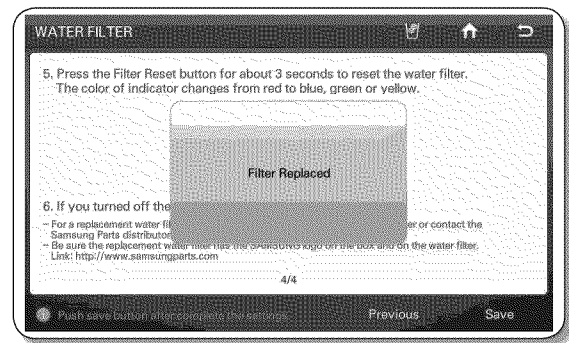 WATER FILTER
5. Press the Filter Reset button for about 3 seconds to reset the water filter.
The color of indicator changes from red to blue, green or yellow.
Filter Replaced
6. If you turned off the
- For a replacement water er or contact the
Samsung Parts distributor
- Be sure the replacement water filter has the SAMSUNG logo on the box and on the water filter.
Link: http://www.samsungparts.com
4/4
Push save button after complete the settings
Previous
Save